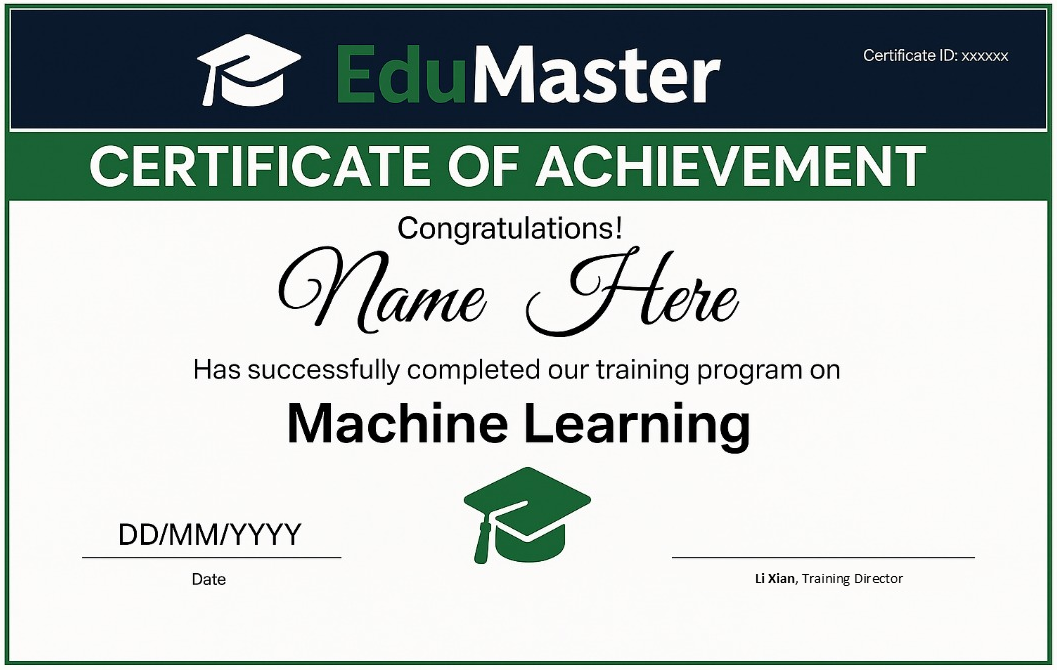 EduMaster
Certificate ID: xxxxxx
CERTIFICATE OF ACHIEVEMENT
Congratulations!
Name Here
Has successfully completed our training program on
Machine Learning
DD/MM/YYYY
Date
Li Xian, Training Director